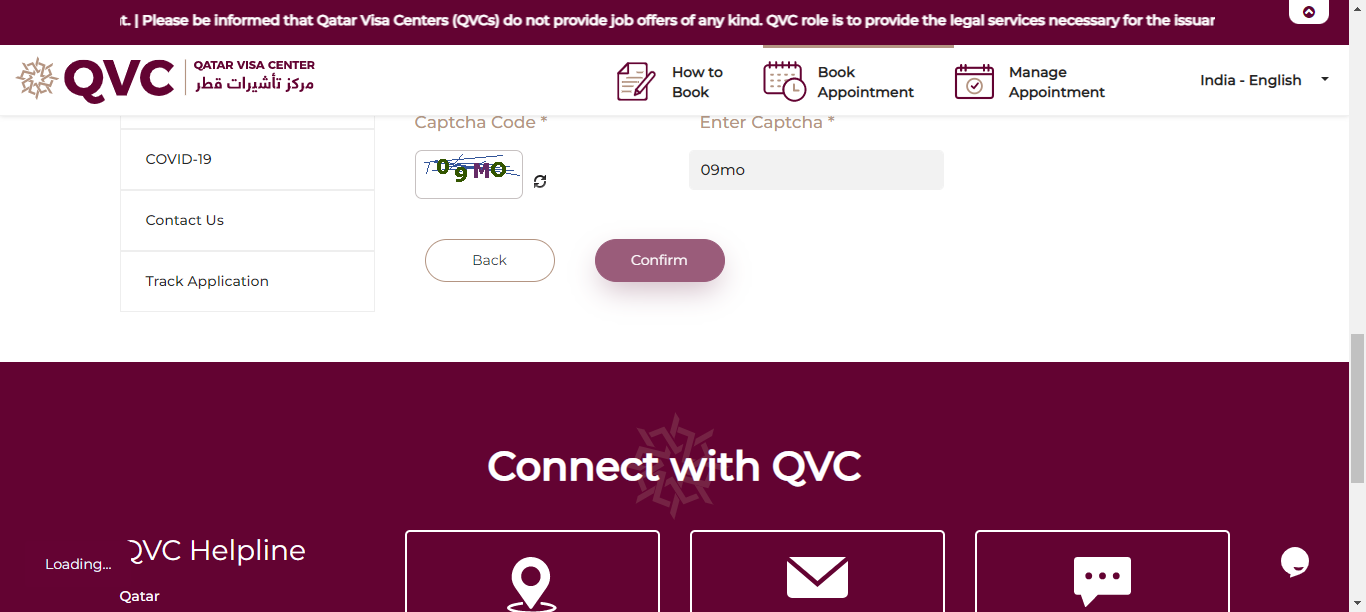 t. | Please be informed that Qatar Visa Centers (QVCs) do not provide job offers of any kind. QVC role is to provide the legal services necessary for the issuar
QVC QATAR VISA CENTER
مركز تأشيرات قطر
How to
Book
Book
Appointment
Manage
Appointment
India - English
Captcha Code *
Enter Captcha *
COVID-19
09mo
Contact Us
Back
Confirm
Track Application
Connect with QVC
QVC Helpline
Loading...
Qatar